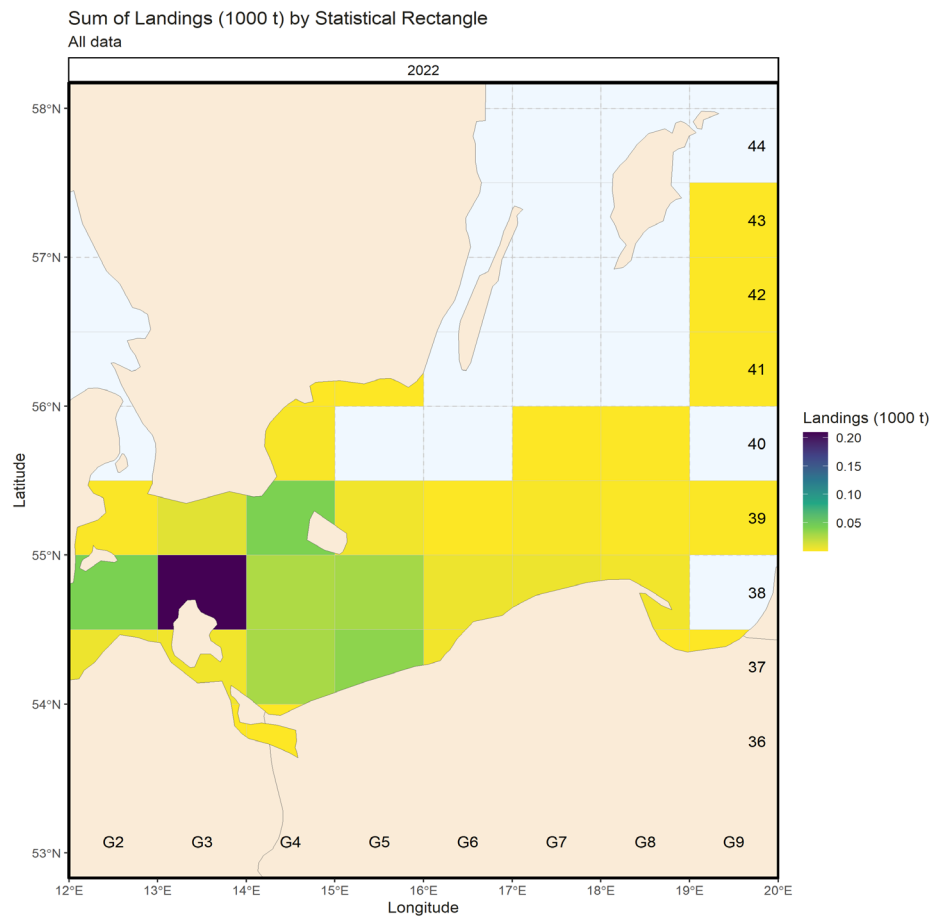 Sum of Landings (1000 t) by Statistical Rectangle
All data
2022
58°N
57°N
56°N
55°N
54°N
53°N
Latitude
44
43
42
41
40
39
38
37
36
G2 G3 G4 G5 G6 G7 G8 G9
12°E 13°E 14°E 15°E 16°E 17°E 18°E 19°E 20°E
Longitude
Landings (1000 t)
0.20
0.15
0.10
0.05